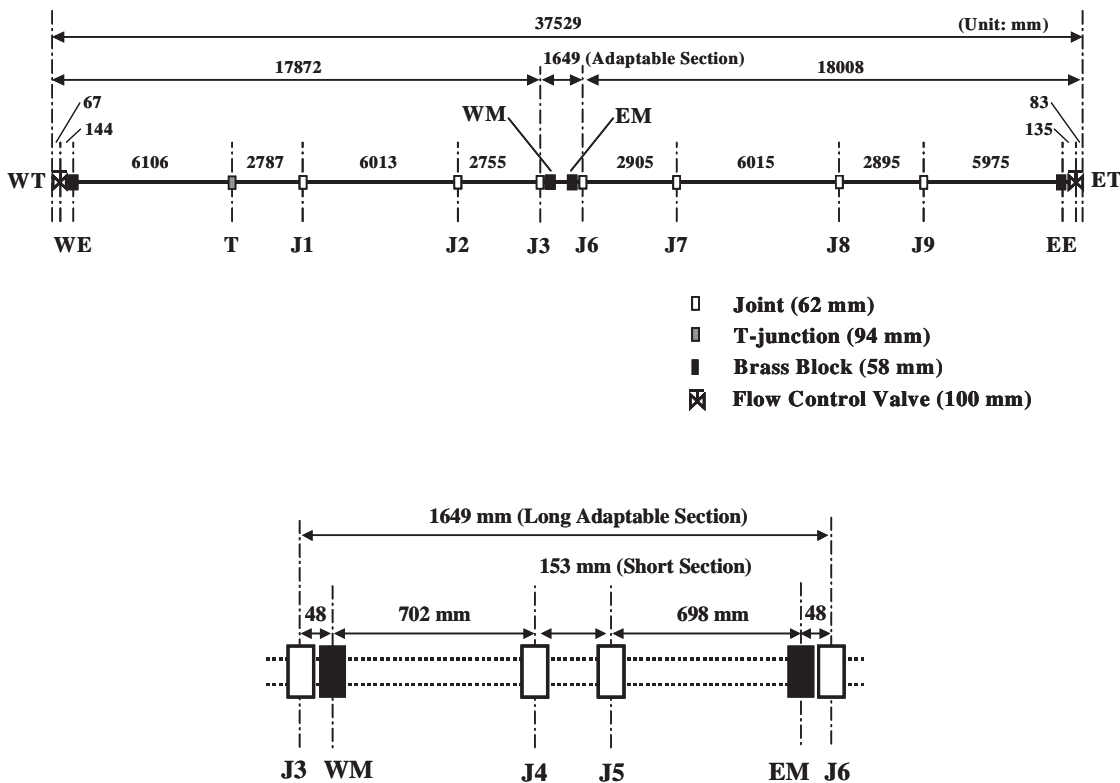 37529 (Unit: mm)
17872 1649 (Adaptable Section) 18008
67 83
144 WM EM 135
6106 2787 6013 2755 2905 6015 2895 5975
WT ET
WE T J1 J2 J3 J6 J7 J8 J9 EE
Joint (62 mm)
T-junction (94 mm)
Brass Block (58 mm)
Flow Control Valve (100 mm)
1649 mm (Long Adaptable Section)
153 mm (Short Section)
48 702 mm 698 mm 48
J3 WM J4 J5 EM J6